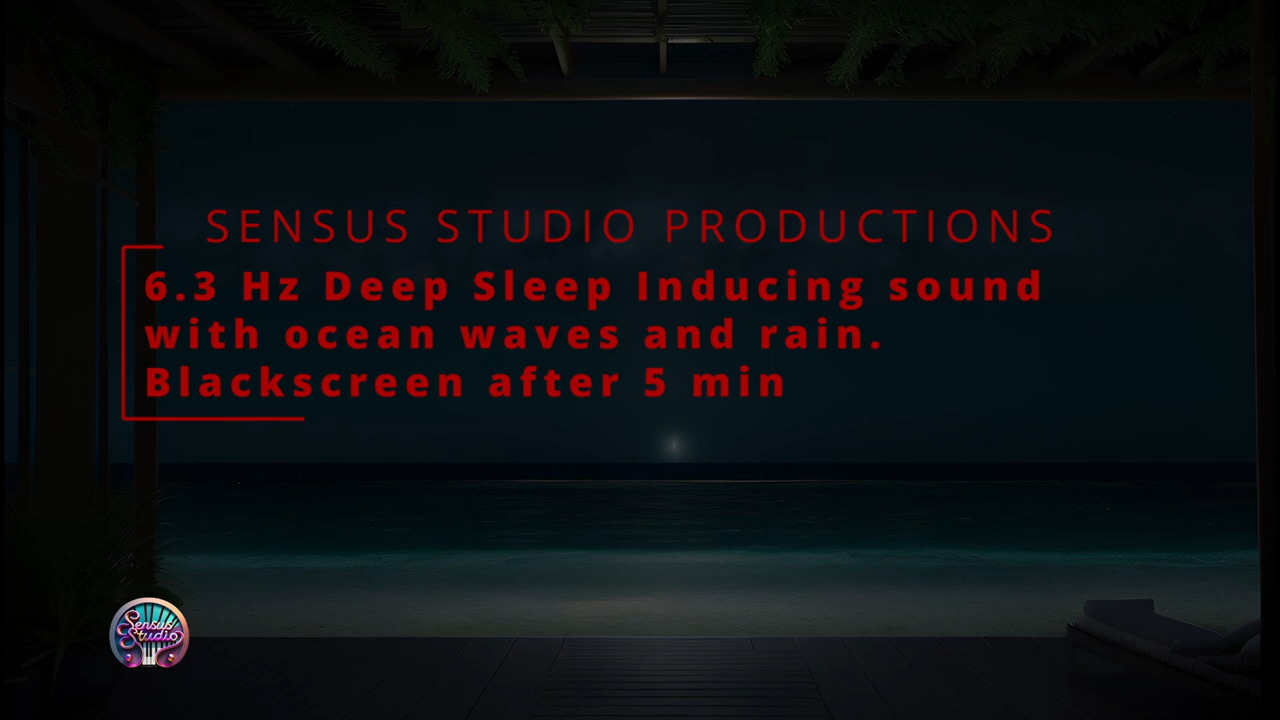 SENSUS STUDIO PRODUCTIONS
6.3 Hz Deep Sleep Inducing sound
with ocean waves and rain.
Blackscreen after 5 min
Sensus
Studio